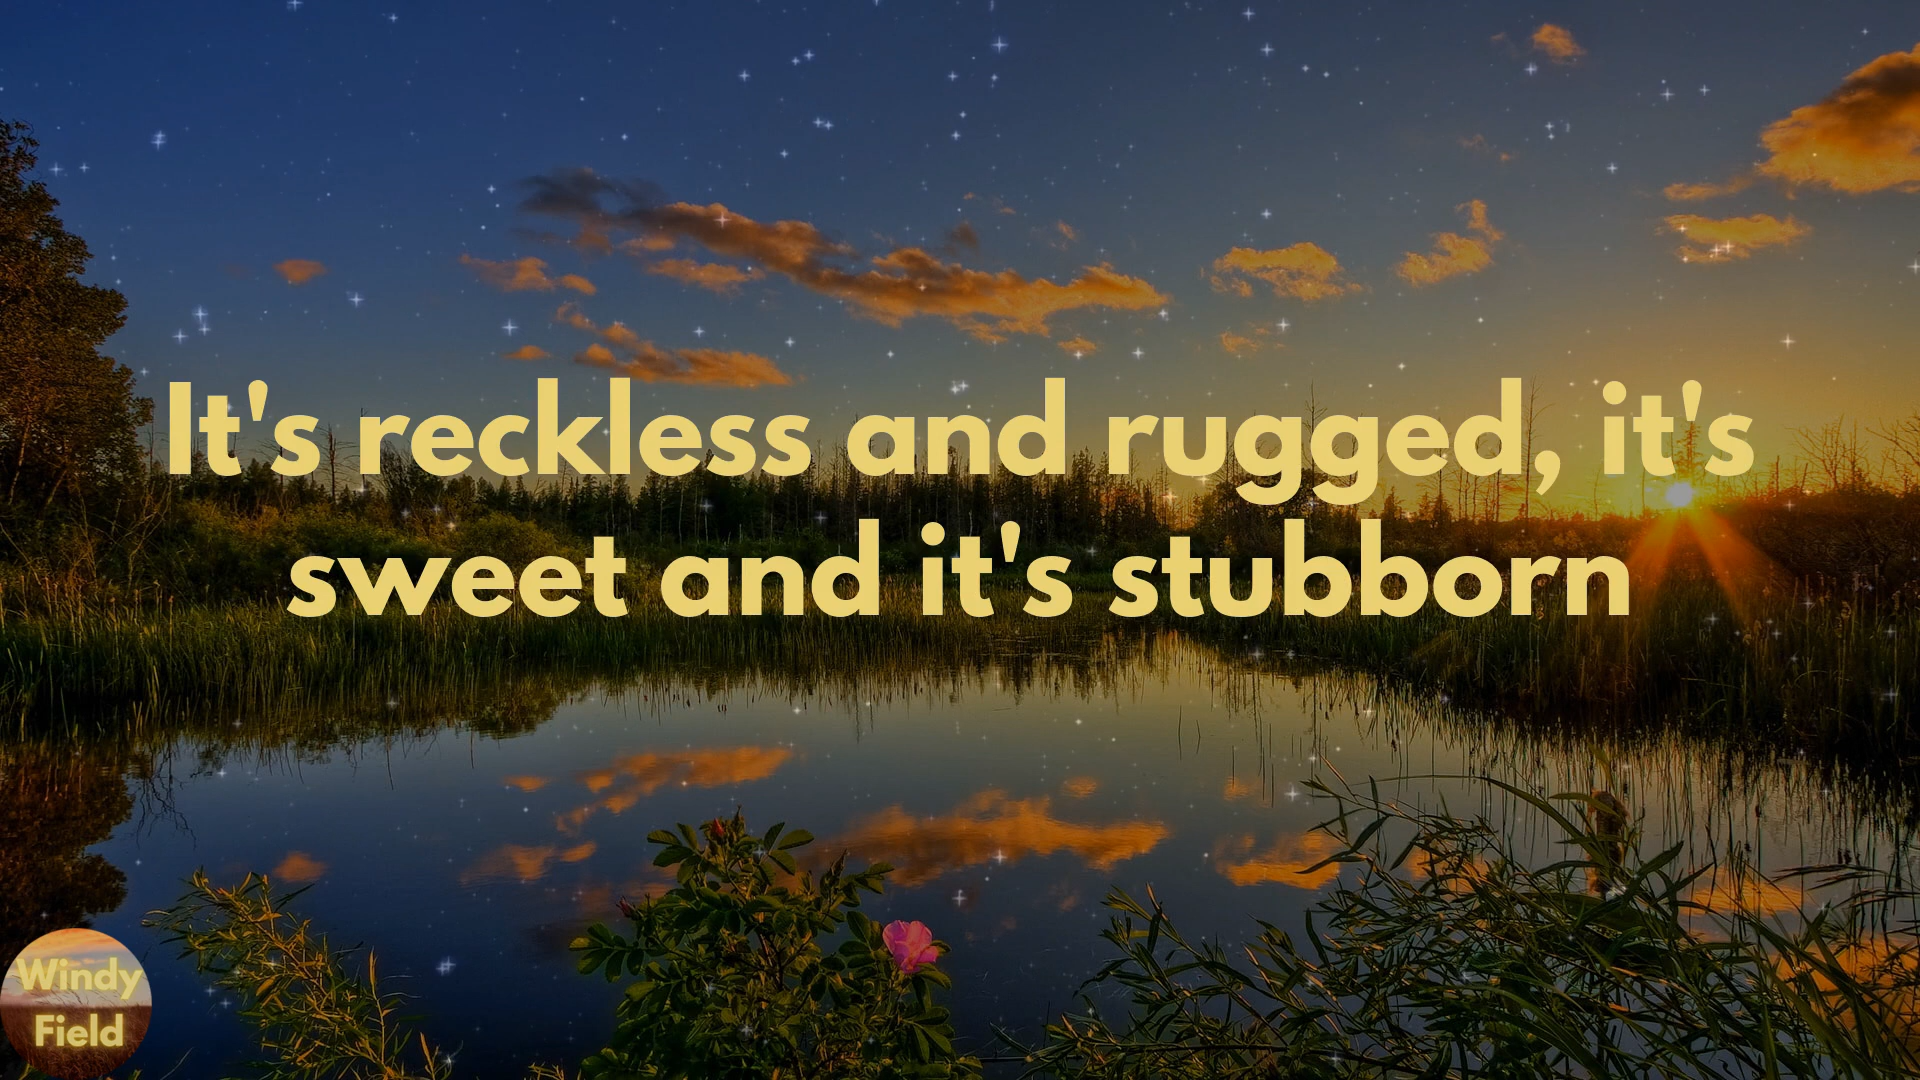 It's reckless and rugged, it's
sweet and it's stubborn
Windy
Field